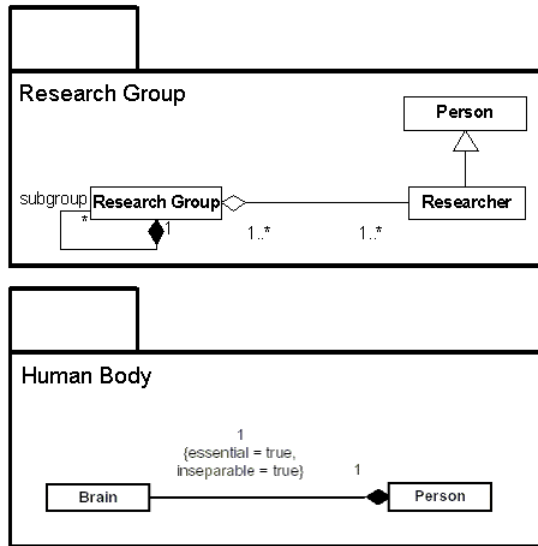 Research Group
Person
subgroup
Research Group
Researcher
*
1
1..*
1..*
Human Body
1
{essential = true,
inseparable = true}
1
Brain
Person